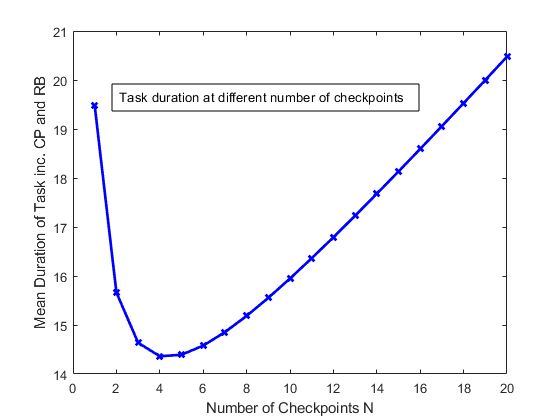 21
20
19
18
17
16
15
14
Mean Duration of Task inc. CP and RB
Task duration at different number of checkpoints
0 2 4 6 8 10 12 14 16 18 20
Number of Checkpoints N